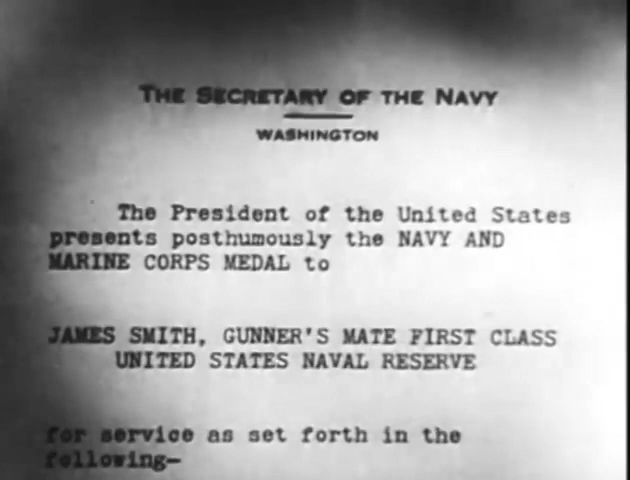 THE SECRETARY OF THE NAVY
WASHINGTON
The President of the United States
presents posthumously the NAVY AND
MARINE CORPS MEDAL to
JAMES SMITH, GUNNER'S MATE FIRST CLASS
UNITED STATES NAVAL RESERVE
for service as set forth in the
following—